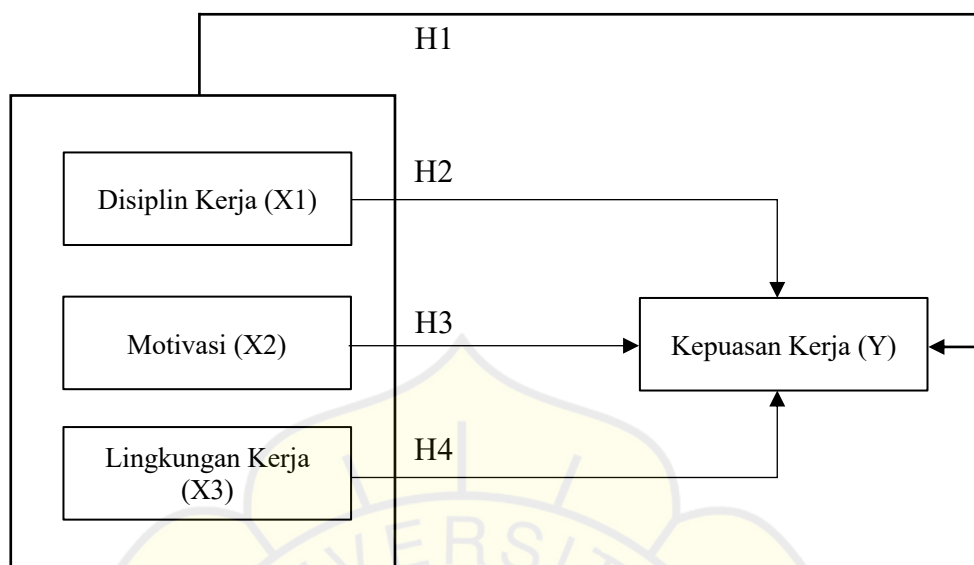 H1
H2
Disiplin Kerja (X1)
H3
Motivasi (X2)
Kepuasan Kerja (Y)
H4
Lingkungan Kerja
(X3)